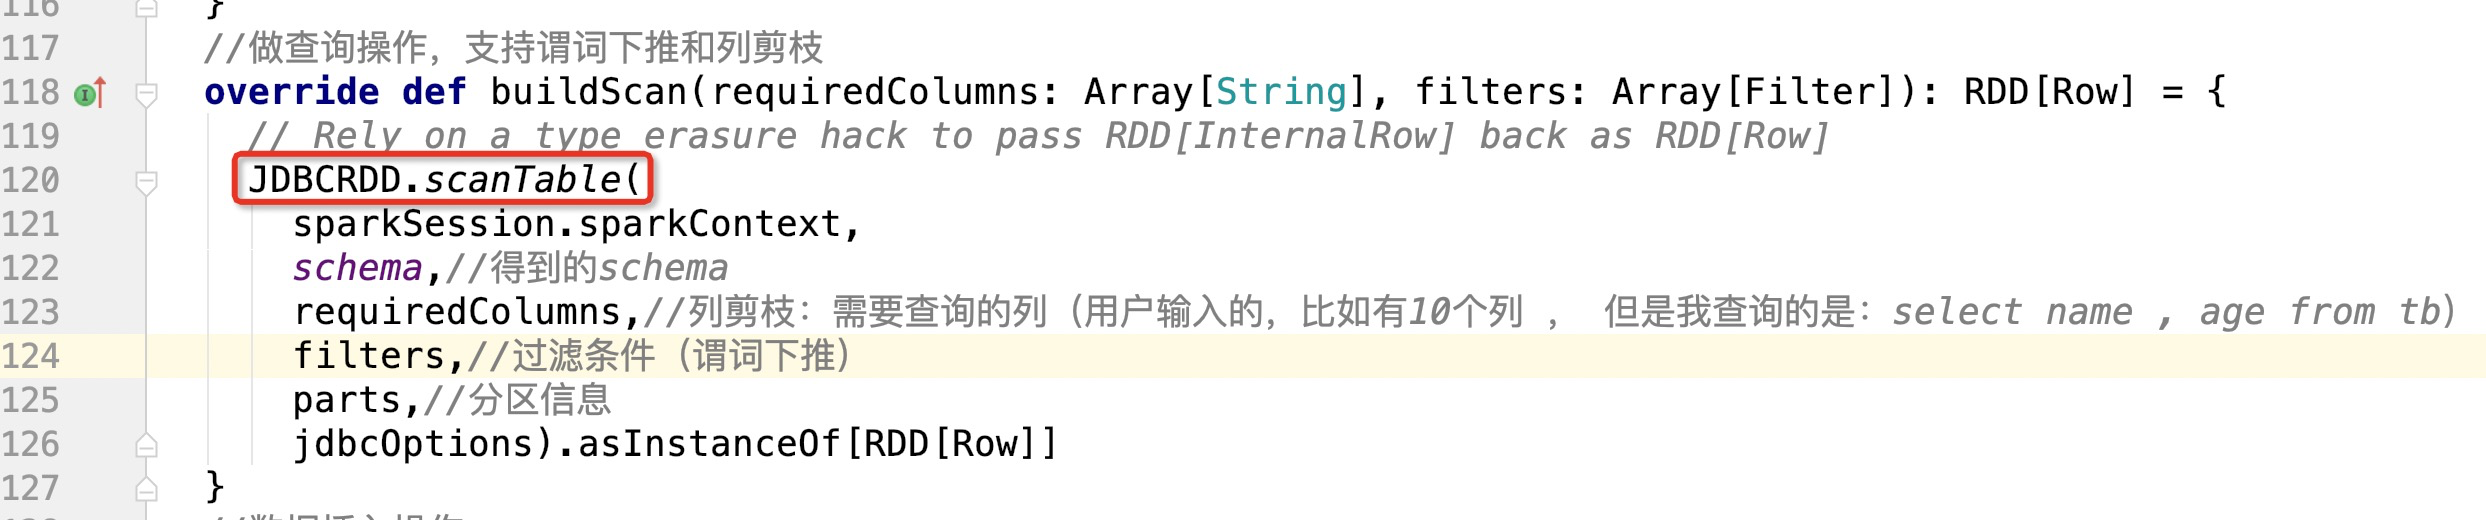 116 }
117 //做查询操作，支持谓词下推和列剪枝
118 override def buildScan(requiredColumns: Array[String], filters: Array[Filter]): RDD[Row] = {
119 // Rely on a type erasure hack to pass RDD[InternalRow] back as RDD[Row]
120 JDBCRDD.scanTable(
121 sparkSession.sparkContext,
122 schema,//得到的schema
123 requiredColumns,//列剪枝：需要查询的列（用户输入的，比如有10个列 ， 但是我查询的是：select name , age from tb）
124 filters,//过滤条件（谓词下推）
125 parts,//分区信息
126 jdbcOptions).asInstanceOf[RDD[Row]]
127 }